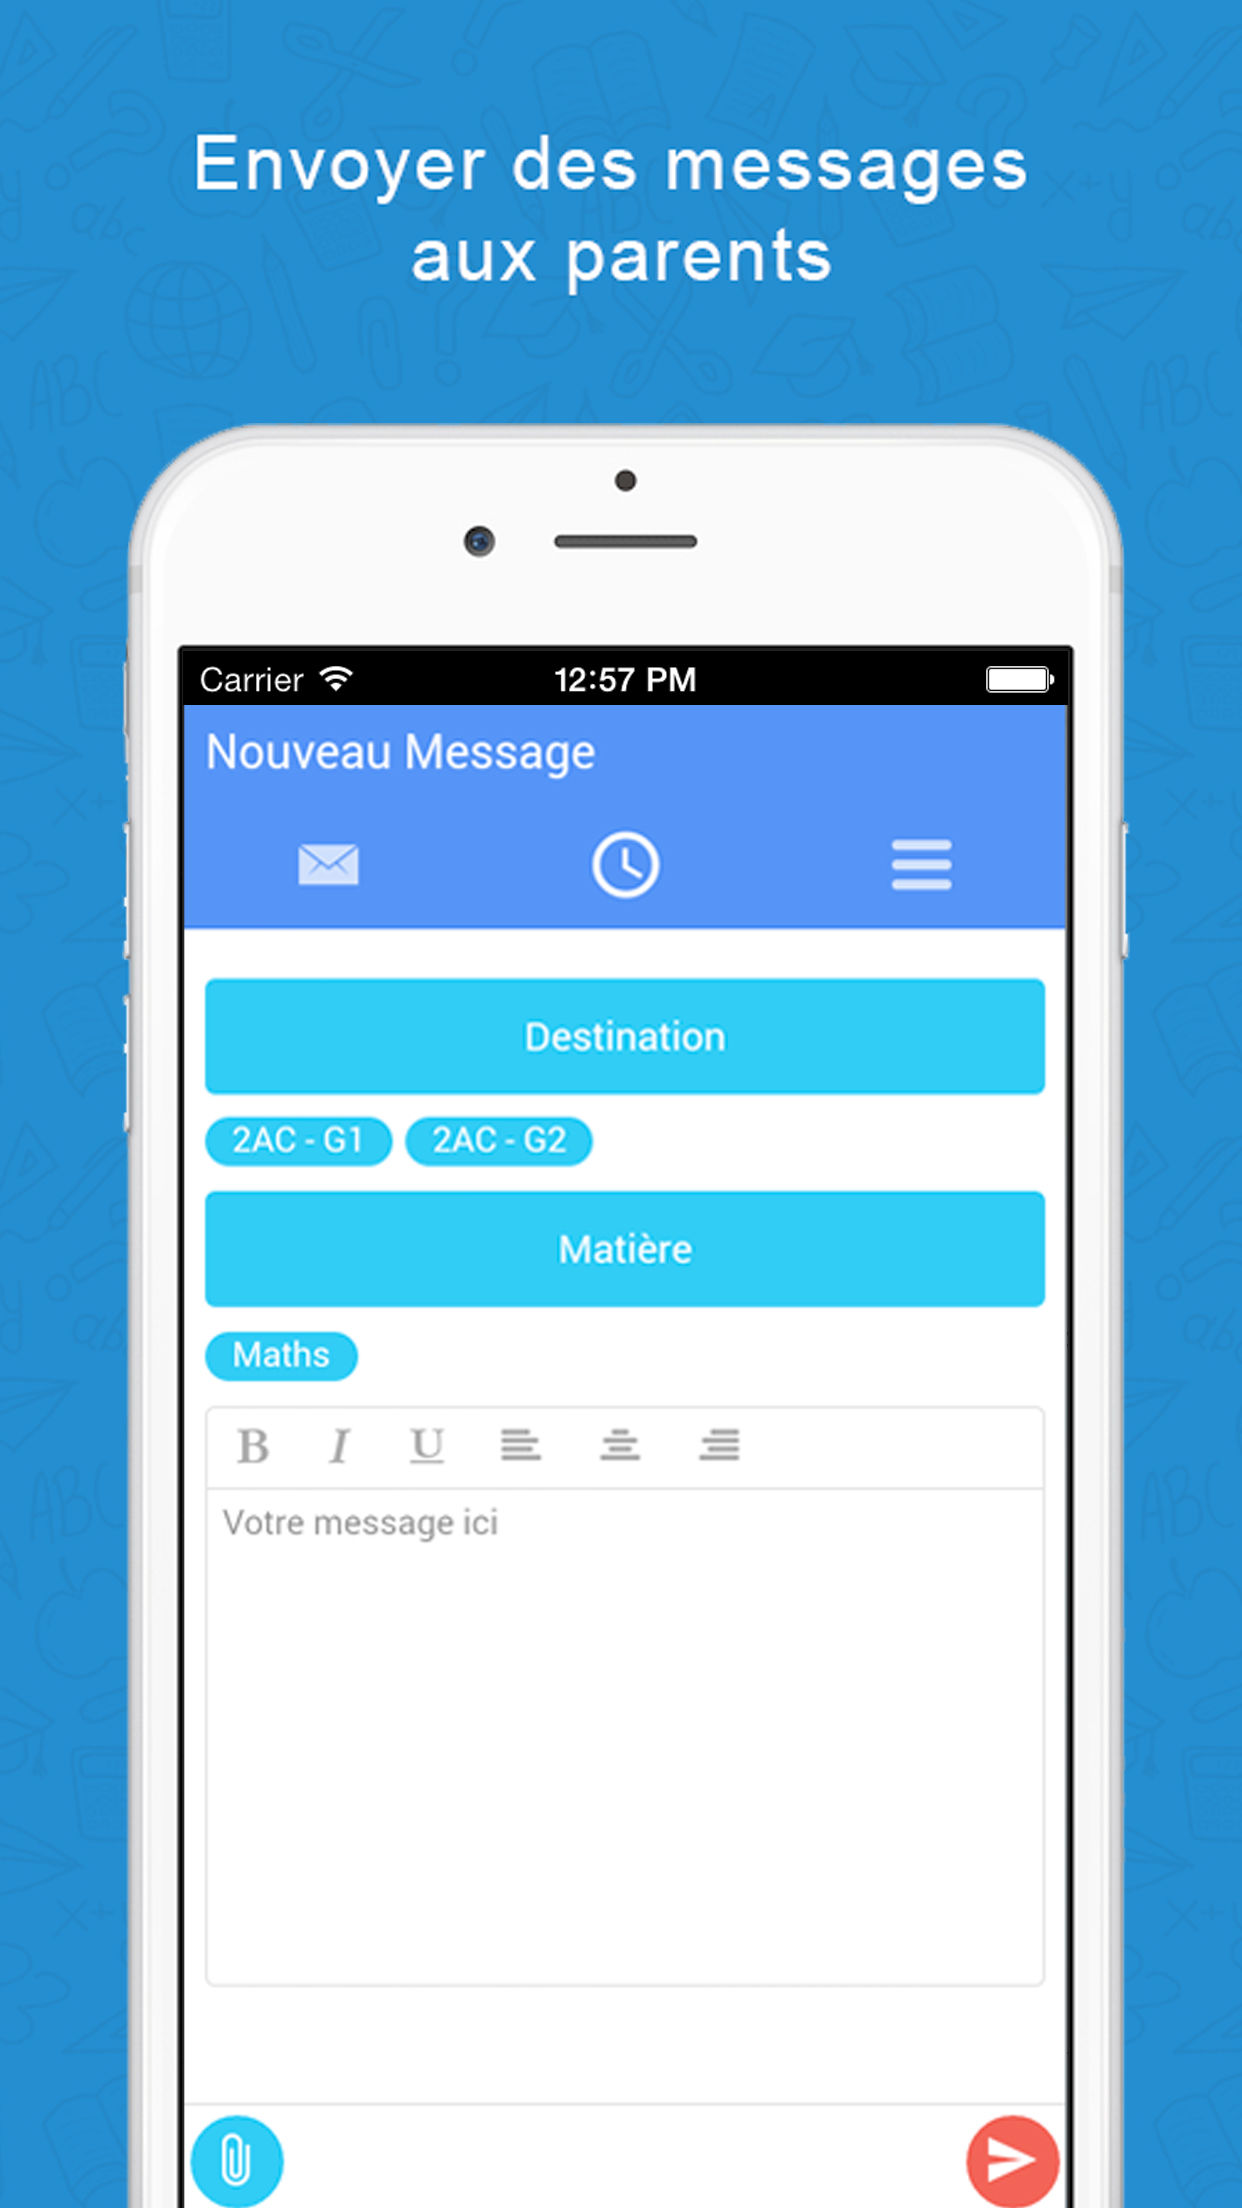 Envoyer des messages
aux parents
Carrier 12:57 PM
Nouveau Message
Destination
2AC - G1 2AC - G2
Matière
Maths
B I U
Votre message ici